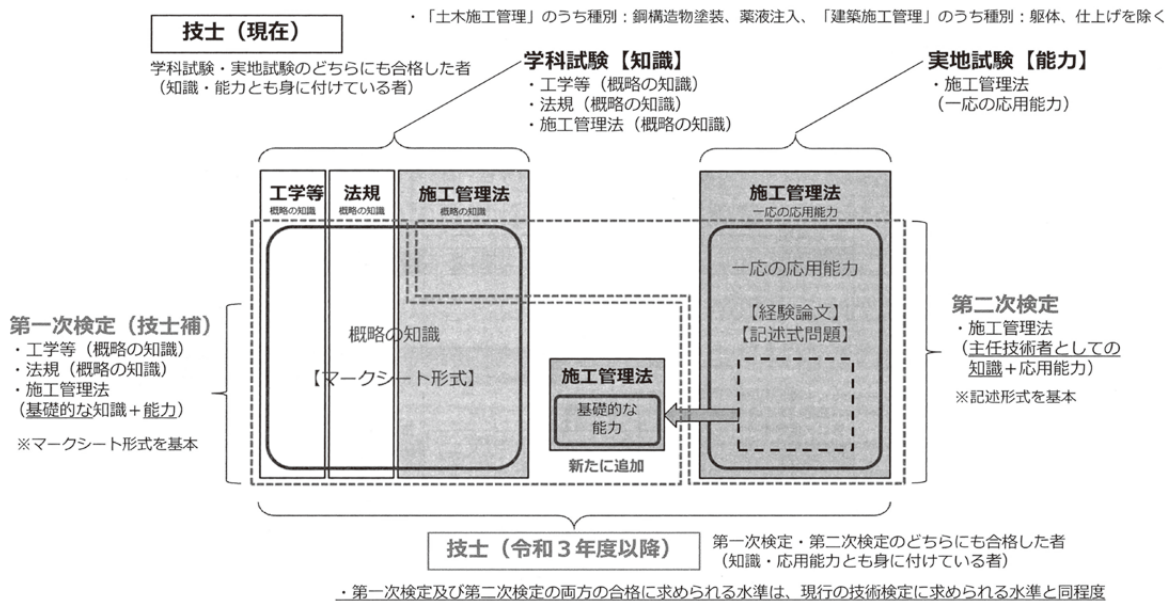 ・「土木施工管理」のうち種別：鋼構造物塗装、薬液注入、「建築施工管理」のうち種別：躯体、仕上げを除く
技士（現在）
学科試験・実地試験のどちらにも合格した者
（知識・能力とも身に付けている者）
学科試験【知識】
・工学等（概略の知識）
・法規（概略の知識）
・施工管理法（概略の知識）
実地試験【能力】
・施工管理法
（一応の応用能力）
工学等
概略の知識
法規
概略の知識
施工管理法
概略の知識
施工管理法
一応の応用能力
概略の知識
【マークシート形式】
一応の応用能力
【経験論文】
【記述式問題】
施工管理法
基礎的な
能力
新たに追加
第一次検定（技士補）
・工学等（概略の知識）
・法規（概略の知識）
・施工管理法
（基礎的な知識＋能力）
※マークシート形式を基本
第二次検定
・施工管理法
（主任技術者としての
知識＋応用能力）
※記述形式を基本
技士（令和３年度以降）
第一次検定・第二次検定のどちらにも合格した者
（知識・応用能力とも身に付けている者）
・第一次検定及び第二次検定の両方の合格に求められる水準は、現行の技術検定に求められる水準と同程度